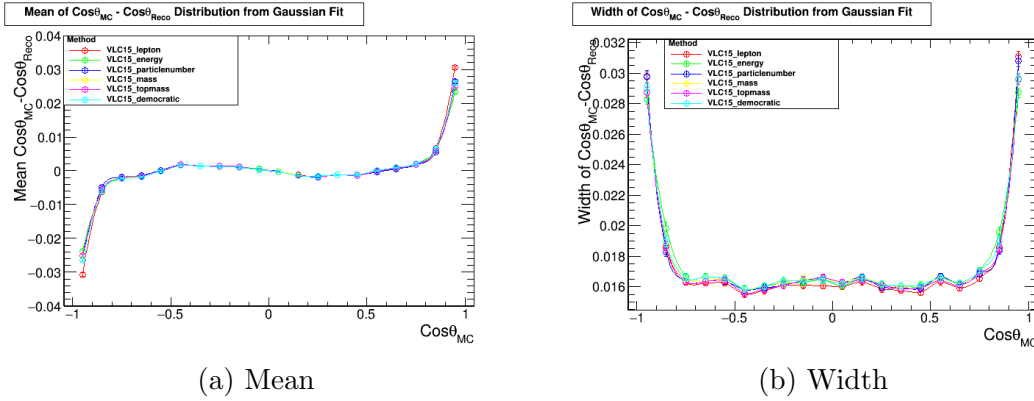 Mean of Cosθ_MC - Cosθ_Reco Distribution from Gaussian Fit
Mean Cosθ_MC-Cosθ_Reco
0.04
0.03
0.02
0.01
0
−0.01
−0.02
−0.03
−0.04
Method
VLC15_lepton
VLC15_energy
VLC15_particlenumber
VLC15_mass
VLC15_topmass
VLC15_democratic
−1
−0.5
0
0.5
1
Cosθ_MC
(a) Mean
Width of Cosθ_MC - Cosθ_Reco Distribution from Gaussian Fit
Width of Cosθ_MC-Cosθ_Reco
0.032
0.03
0.028
0.026
0.024
0.022
0.02
0.018
0.016
Method
VLC15_lepton
VLC15_energy
VLC15_particlenumber
VLC15_mass
VLC15_topmass
VLC15_democratic
−1
−0.5
0
0.5
1
Cosθ_MC
(b) Width